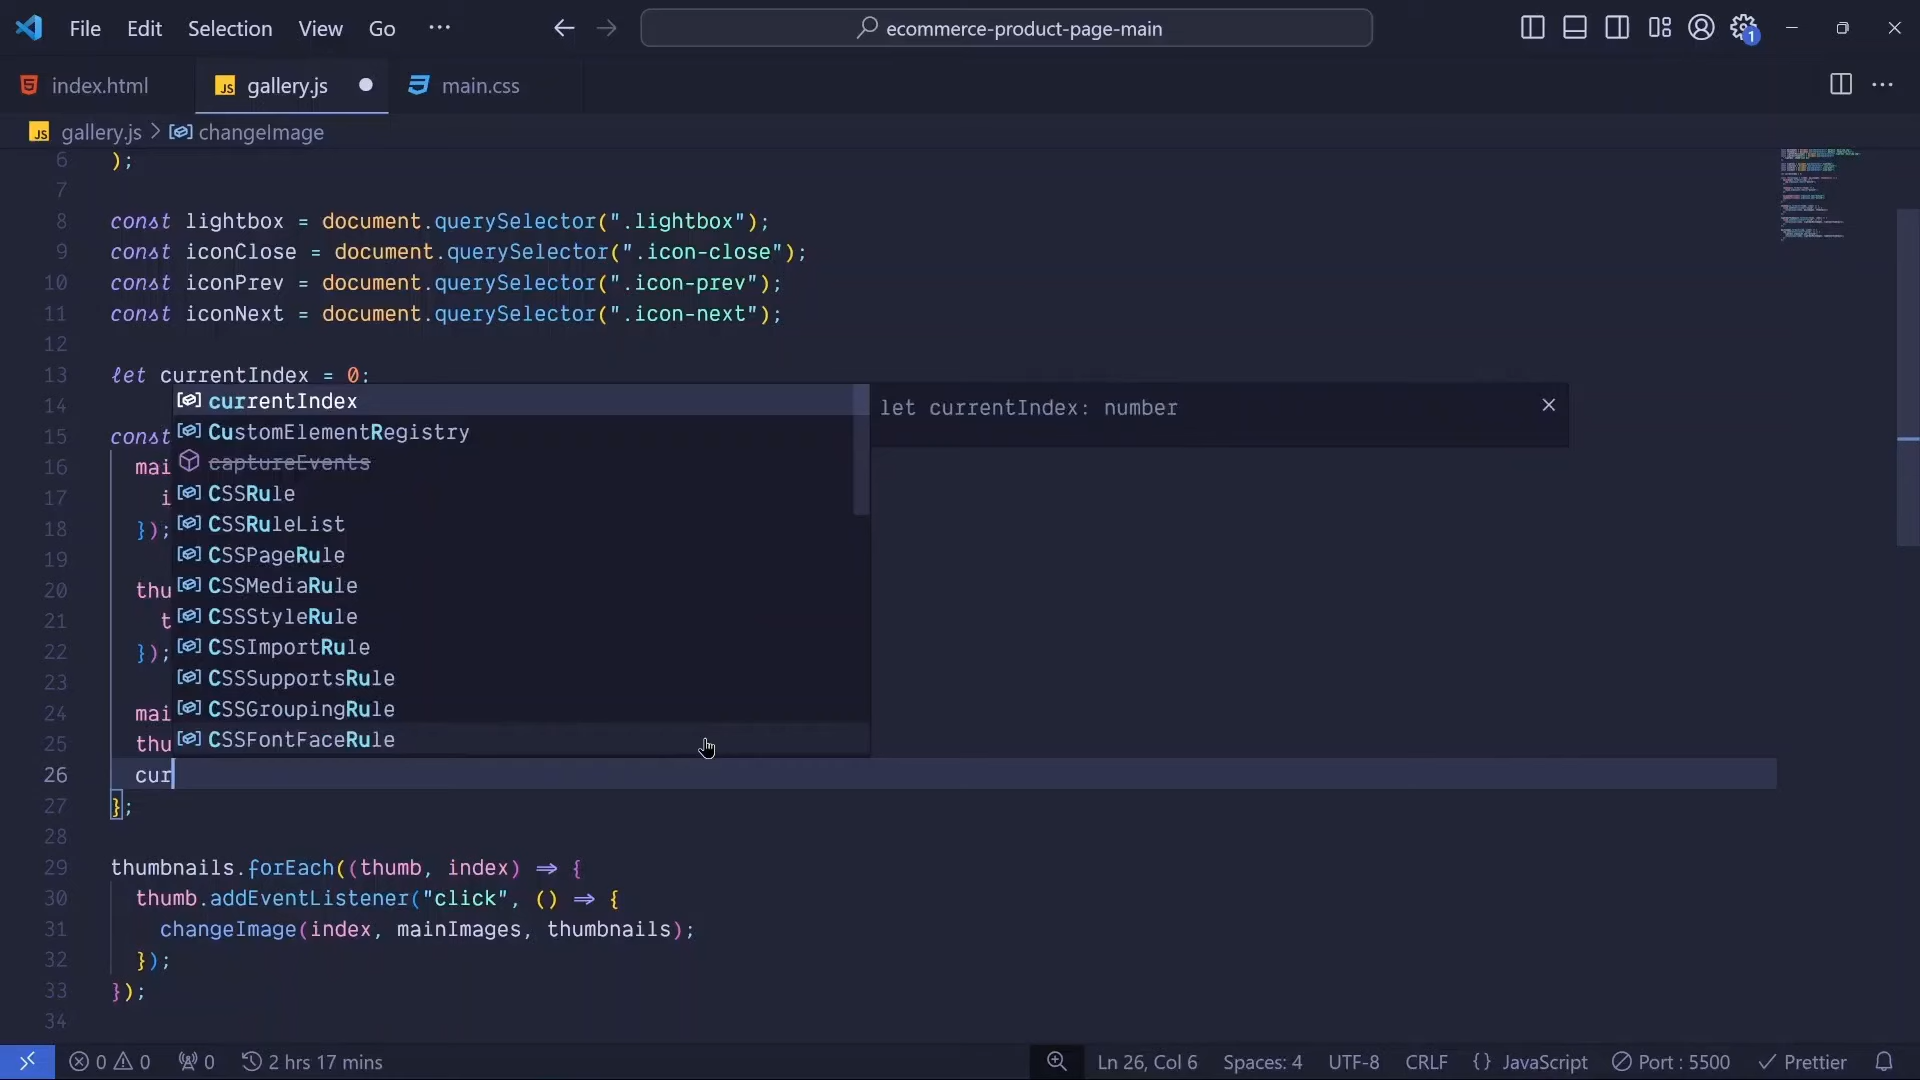 File Edit Selection View Go ··· ecommerce-product-page-main 1
index.html JS gallery.js main.css
JS gallery.js > changeImage
6 );
7
8 const lightbox = document.querySelector(".lightbox");
9 const iconClose = document.querySelector(".icon-close");
10 const iconPrev = document.querySelector(".icon-prev");
11 const iconNext = document.querySelector(".icon-next");
12
13 let currentIndex = 0;
14 currentIndex let currentIndex: number
CustomElementRegistry
15 const
16 mai captureEvents
17 i CSSRule
18 }); CSSRuleList
19 CSSPageRule
20 thu CSSMediaRule
21 t CSSStyleRule
22 }); CSSImportRule
23 CSSSupportsRule
24 mai CSSGroupingRule
25 thu CSSFontFaceRule
26 cur
27 };
28
29 thumbnails.forEach((thumb, index) => {
30 thumb.addEventListener("click", () => {
31 changeImage(index, mainImages, thumbnails);
32 });
33 });
34
0 0 0 2 hrs 17 mins Ln 26, Col 6 Spaces: 4 UTF-8 CRLF {} JavaScript Port : 5500 Prettier